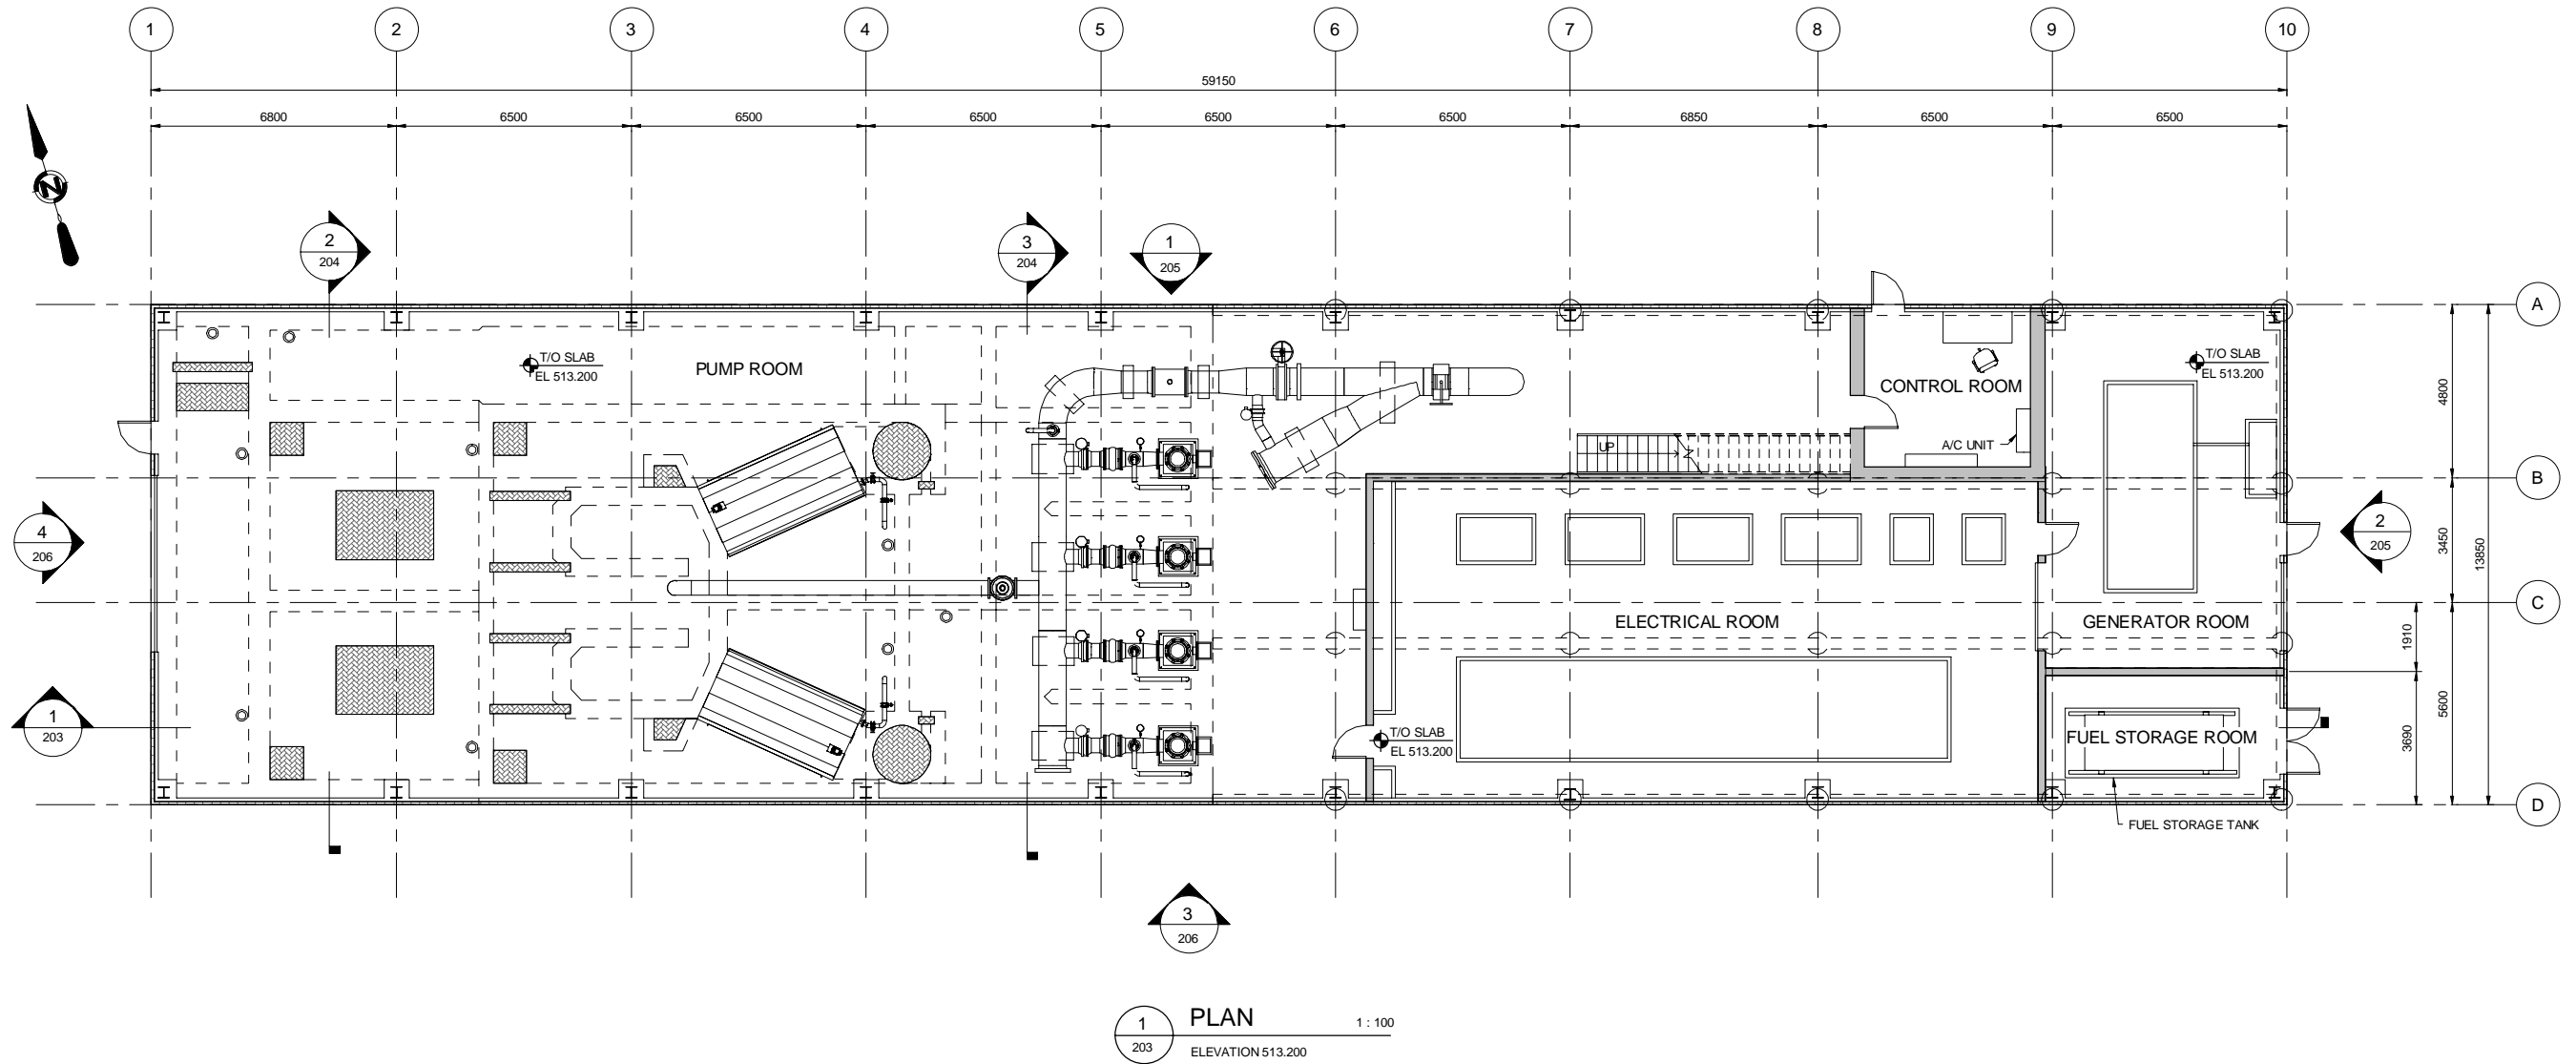 1
2
3
4
5
6
7
8
9
10
59150
6800
6500
6500
6500
6500
6500
6850
6500
6500
N
2
204
3
204
1
205
A
T/O SLAB
EL 513.200
PUMP ROOM
T/O SLAB
EL 513.200
CONTROL ROOM
4800
UP
A/C UNIT
B
4
206
2
205
3450
13850
C
ELECTRICAL ROOM
GENERATOR ROOM
1910
5600
1
203
T/O SLAB
EL 513.200
FUEL STORAGE ROOM
3690
D
FUEL STORAGE TANK
3
206
1
203
PLAN
1 : 100
ELEVATION 513.200